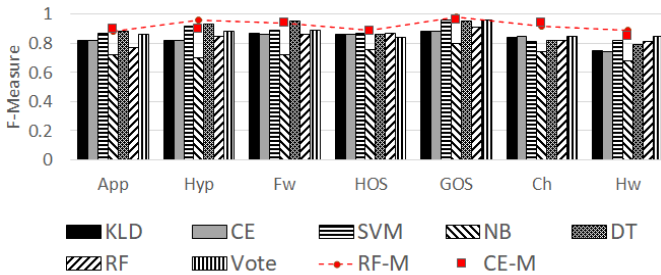 1
0.8
0.6
0.4
0.2
0
F-Measure
App Hyp Fw HOS GOS Ch Hw
KLD CE SVM NB DT
RF Vote RF-M CE-M